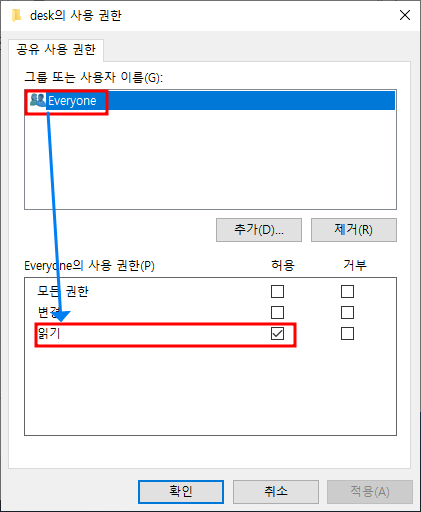 desk의 사용 권한
공유 사용 권한
그룹 또는 사용자 이름(G):
Everyone
추가(D)... 제거(R)
Everyone의 사용 권한(P) 허용 거부
모든 권한
변경
읽기
확인 취소 적용(A)